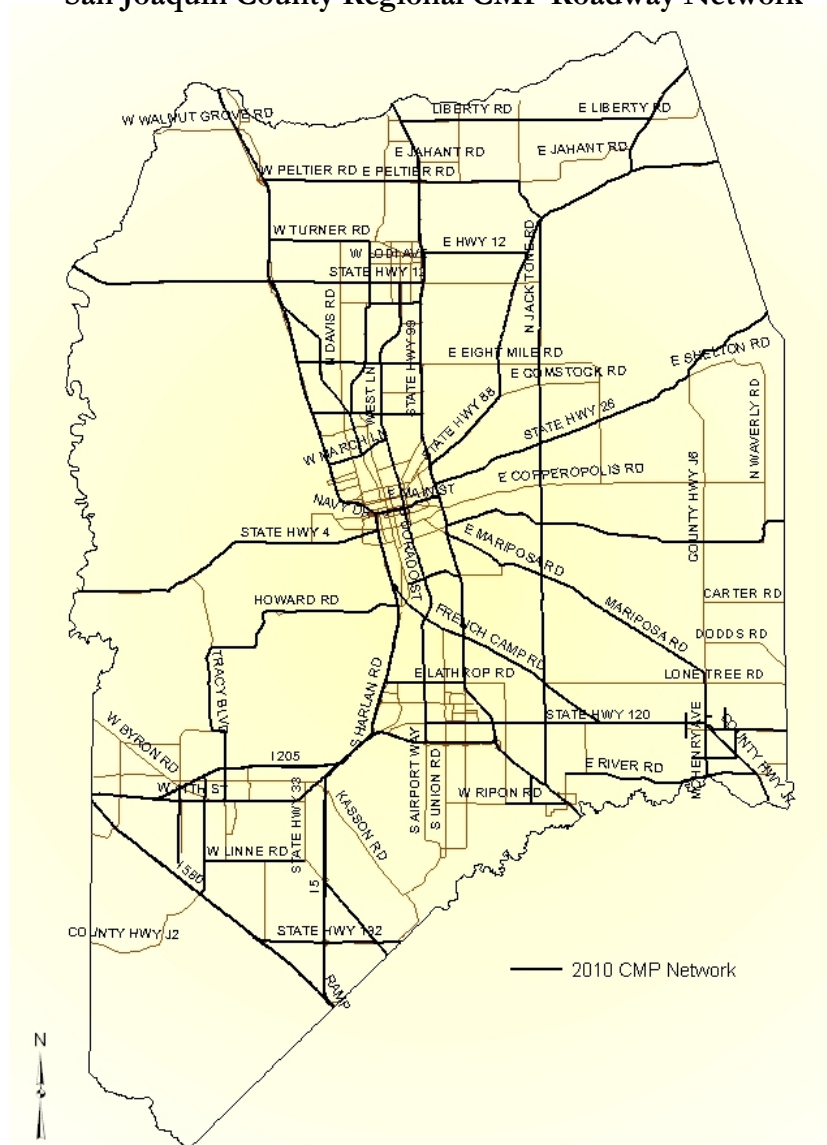 San Joaquin County Regional CMP Roadway Network
W WALNUT GROVE RD
LIBERTY RD
E LIBERTY RD
E JAHANT RD
E JAHANT RD
W PELTIER RD
E PELTIER RD
W TURNER RD
E HWY 12
W LODI AVE
STATE HWY 12
N JACK TONE RD
N DAVIS RD
STATE HWY 99
E EIGHT MILE RD
E SHELTON RD
E COMSTOCK RD
WEST LN
STATE HWY 88
STATE HWY 26
N WAVERLY RD
W MARCH LN
E COPPEROPOLIS RD
COUNTY HWY J6
E MAIN ST
NAVY DR
STATE HWY 4
E MARIPOSA RD
CARTER RD
HOWARD RD
FRENCH CAMP RD
MARIPOSA RD
DODDS RD
TRACY BLVD
S HARLAN RD
E LATHROP RD
LONE TREE RD
STATE HWY 120
W BYRON RD
MCHENRY AVE
COUNTY HWY J4
I205
S AIRPORT WAY
S UNION RD
E RIVER RD
W 11TH ST
STATE HWY 33
KASSON RD
W RIPON RD
W LINNE RD
I580
I5
COUNTY HWY J2
STATE HWY 132
RAMP
2010 CMP Network
N